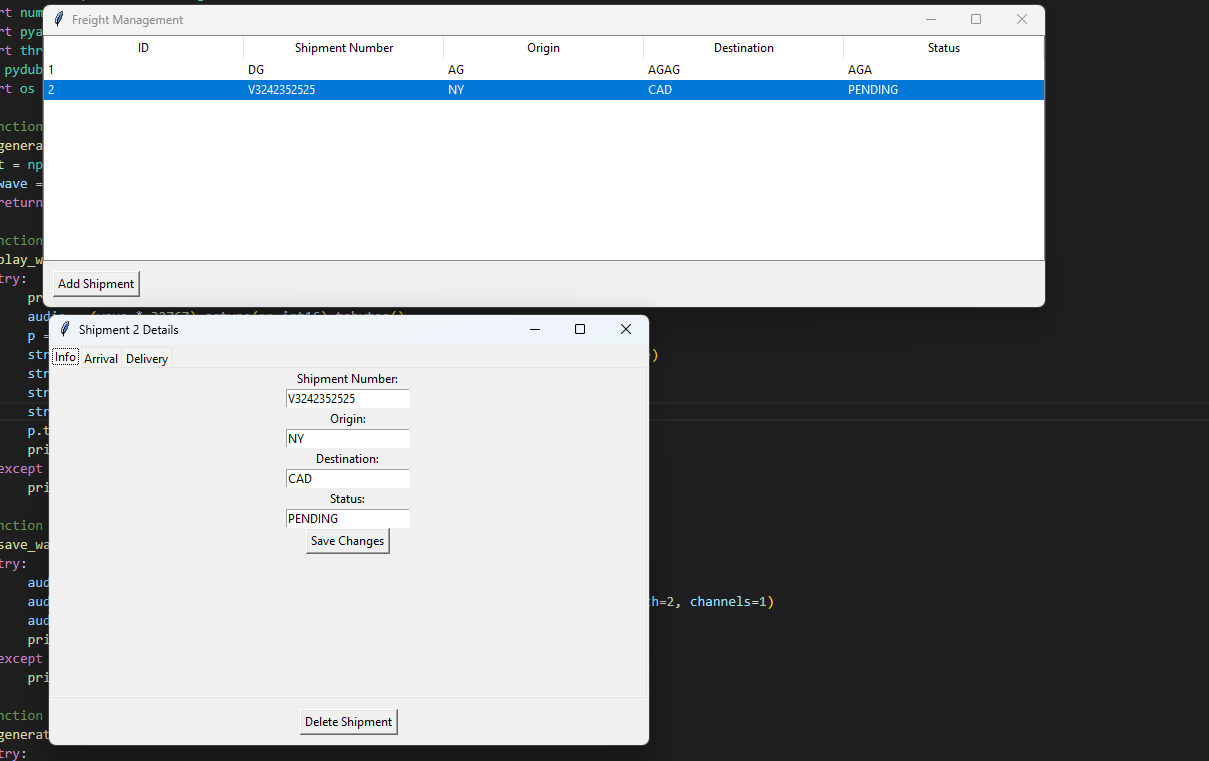 rt num
Freight Management
rt pya
rt thr
pydub
rt os
ID Shipment Number Origin Destination Status
1 DG AG AGAG AGA
2 V3242352525 NY CAD PENDING
nction
genera
t = np
wave =
return
nction
play_w
try:
Add Shipment
pr
p =
str
str
str
str
p.t
pri
except
pri
nction
save_wa
try:
aud
aud
aud
pri
except
pri
nction
generat
try:
)
th=2, channels=1)
Shipment 2 Details
Info Arrival Delivery
Shipment Number:
V3242352525
Origin:
NY
Destination:
CAD
Status:
PENDING
Save Changes
Delete Shipment